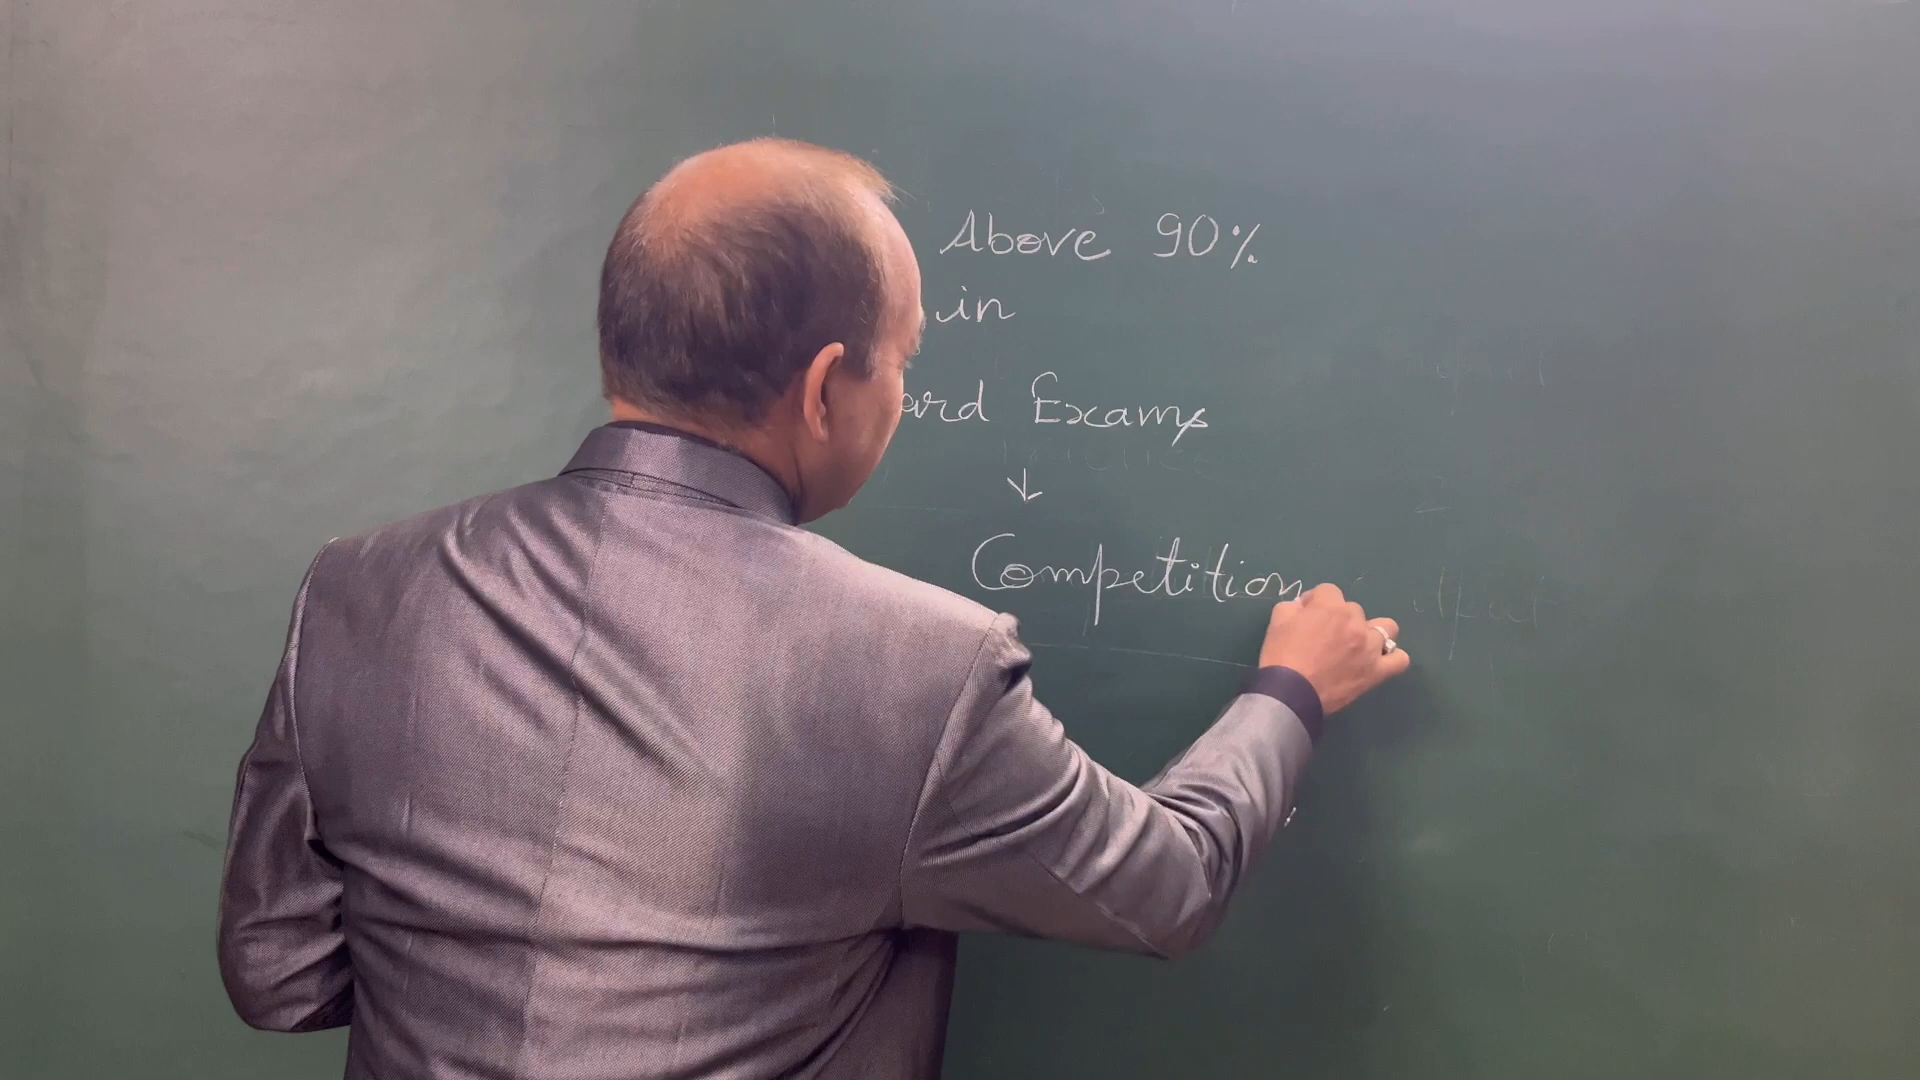 Above 90%
in
ard Exams
↓
Competition